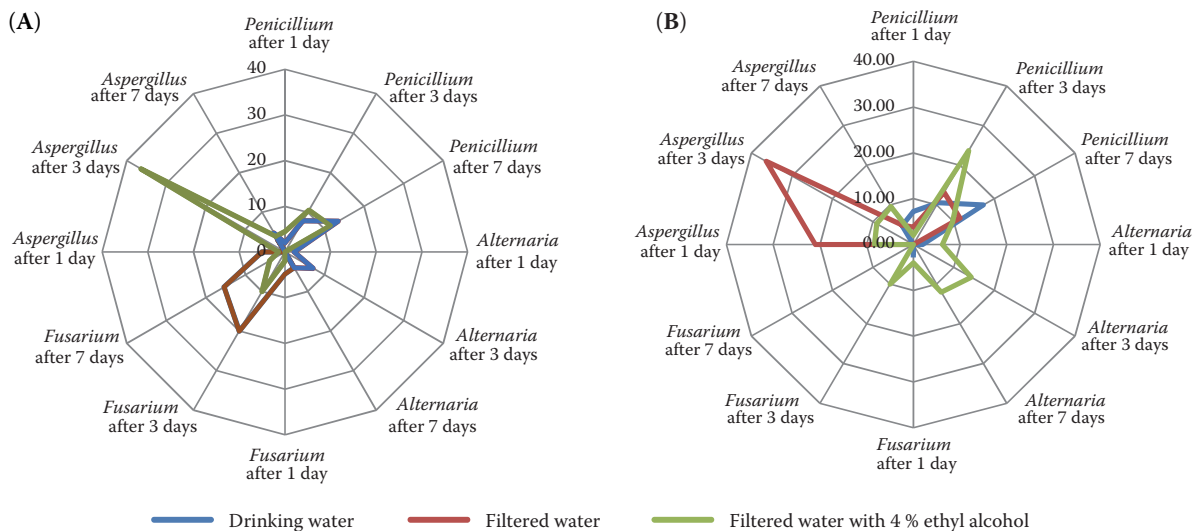 (A)
Penicillium
after 1 day
Penicillium
after 3 days
Penicillium
after 7 days
Alternaria
after 1 day
Alternaria
after 3 days
Alternaria
after 7 days
Fusarium
after 1 day
Fusarium
after 3 days
Fusarium
after 7 days
Aspergillus
after 1 day
Aspergillus
after 3 days
Aspergillus
after 7 days
40
30
20
10
0
(B)
Penicillium
after 1 day
Penicillium
after 3 days
Penicillium
after 7 days
Alternaria
after 1 day
Alternaria
after 3 days
Alternaria
after 7 days
Fusarium
after 1 day
Fusarium
after 3 days
Fusarium
after 7 days
Aspergillus
after 1 day
Aspergillus
after 3 days
Aspergillus
after 7 days
40.00
30.00
20.00
10.00
0.00
Drinking water
Filtered water
Filtered water with 4 % ethyl alcohol